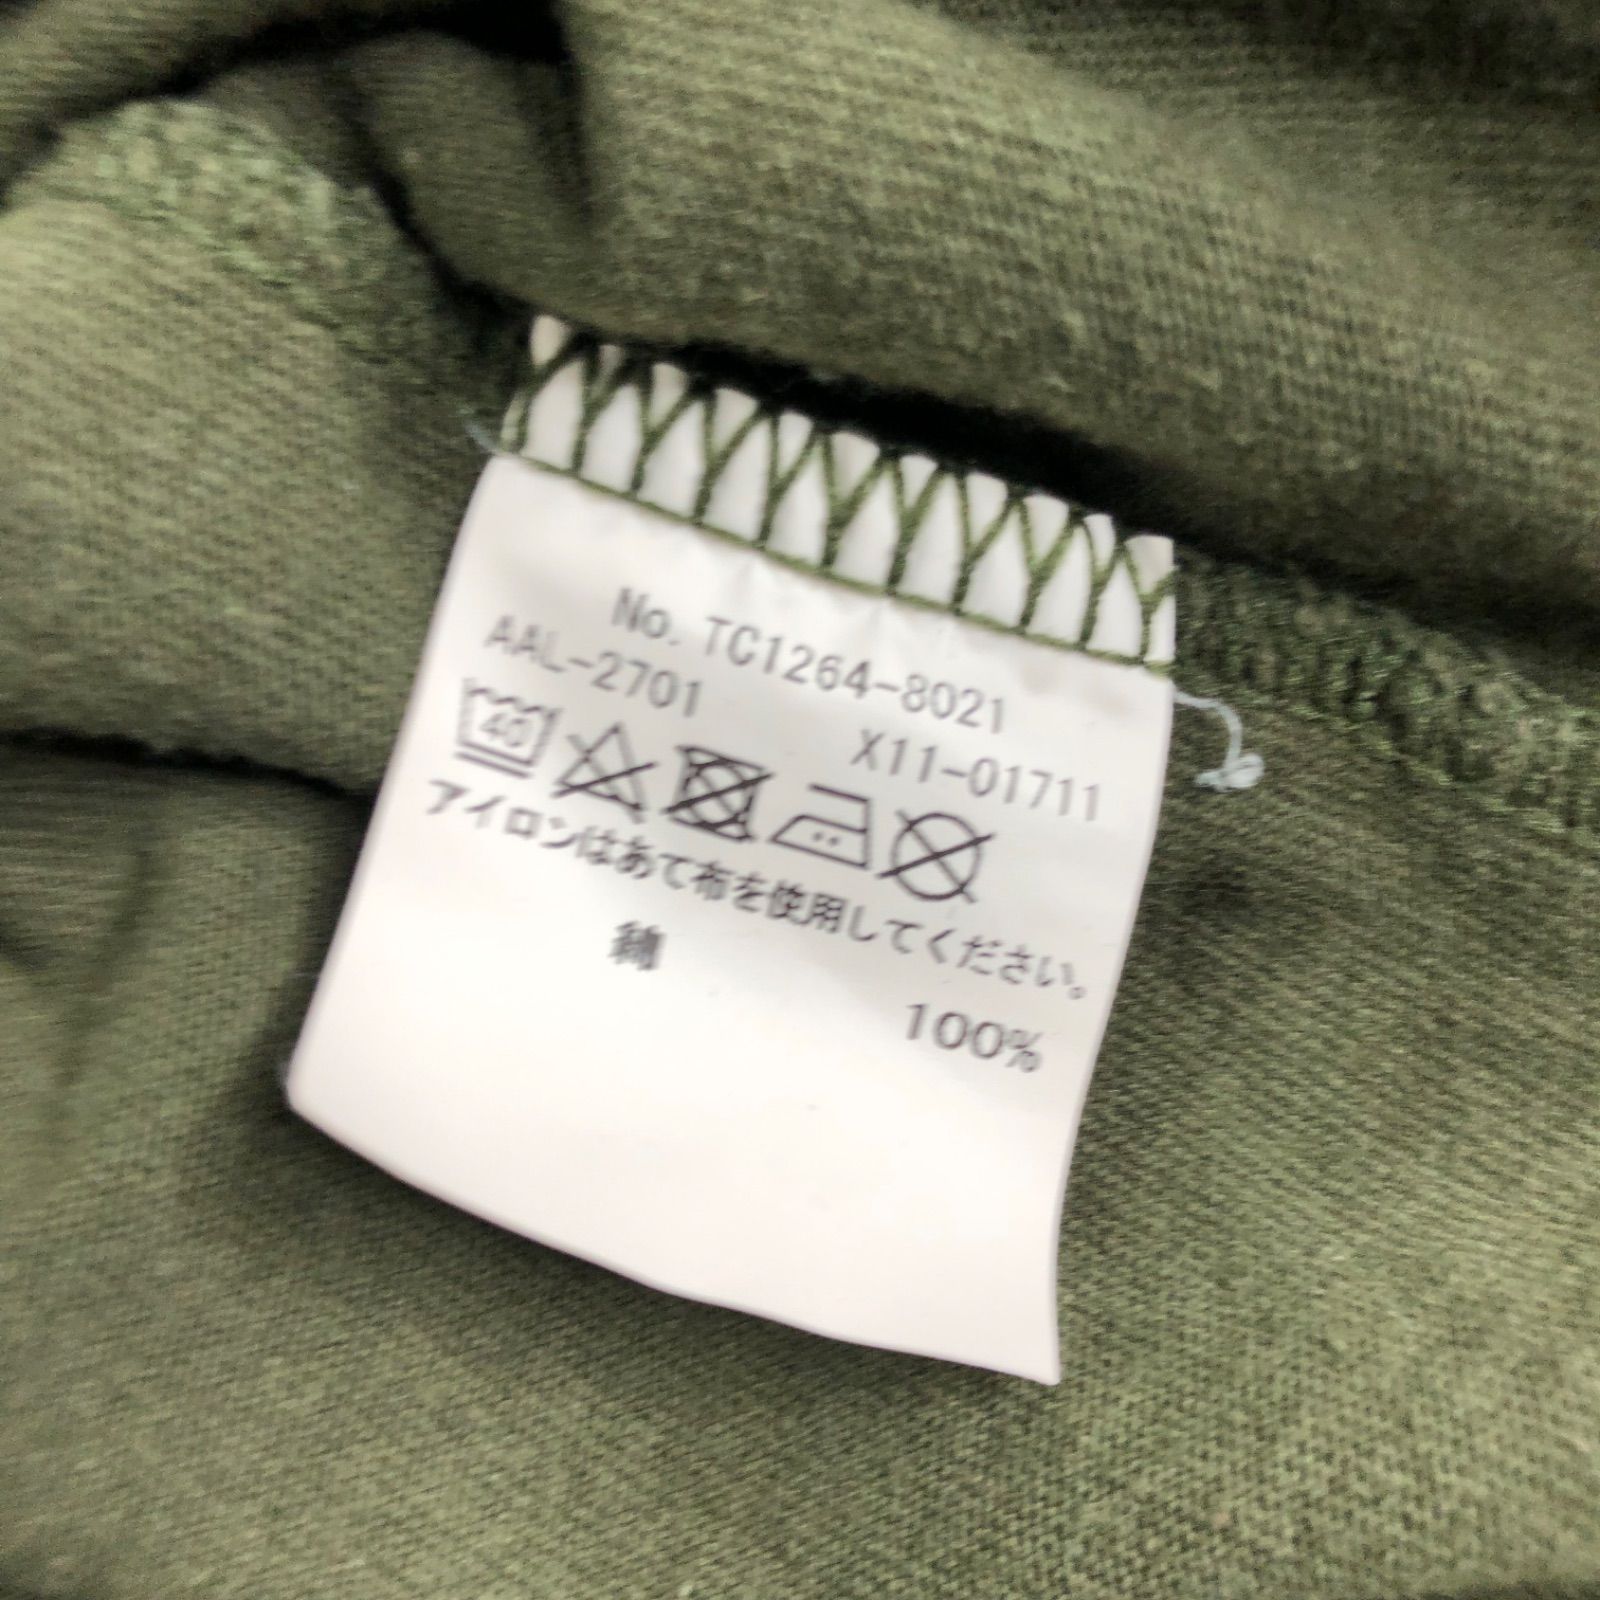 No. TC1264-8021
AAL-2701 X11-01711
40
アイロンはあて布を使用してください。
綿 100%